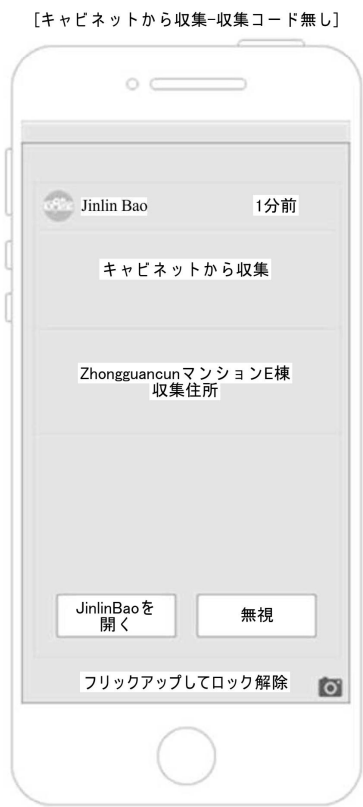 [キャビネットから収集-収集コード無し]
Jinlin Bao
1分前
キャビネットから収集
ZhongguancunマンションE棟
収集住所
JinlinBaoを
開く
無視
フリックアップしてロック解除